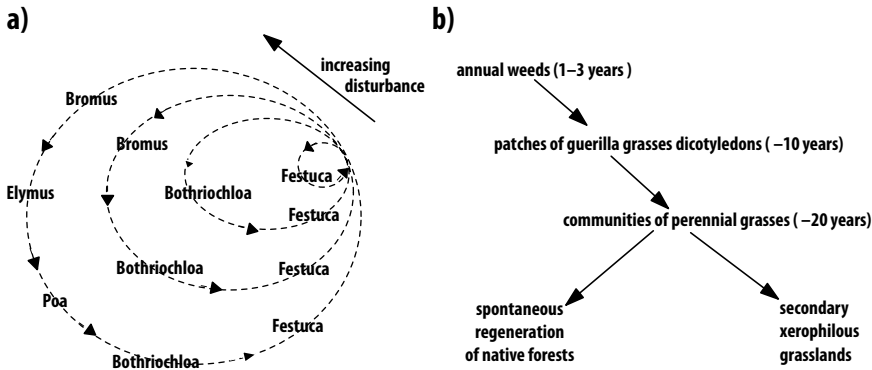 a)
increasing
disturbance
Bromus
Bromus
Elymus
Bothriochloa
Festuca
Festuca
Bothriochloa
Festuca
Poa
Festuca
Bothriochloa
b)
annual weeds (1–3 years )
patches of guerilla grasses dicotyledons ( –10 years)
communities of perennial grasses ( –20 years)
spontaneous
regeneration
of native forests
secondary
xerophilous
grasslands